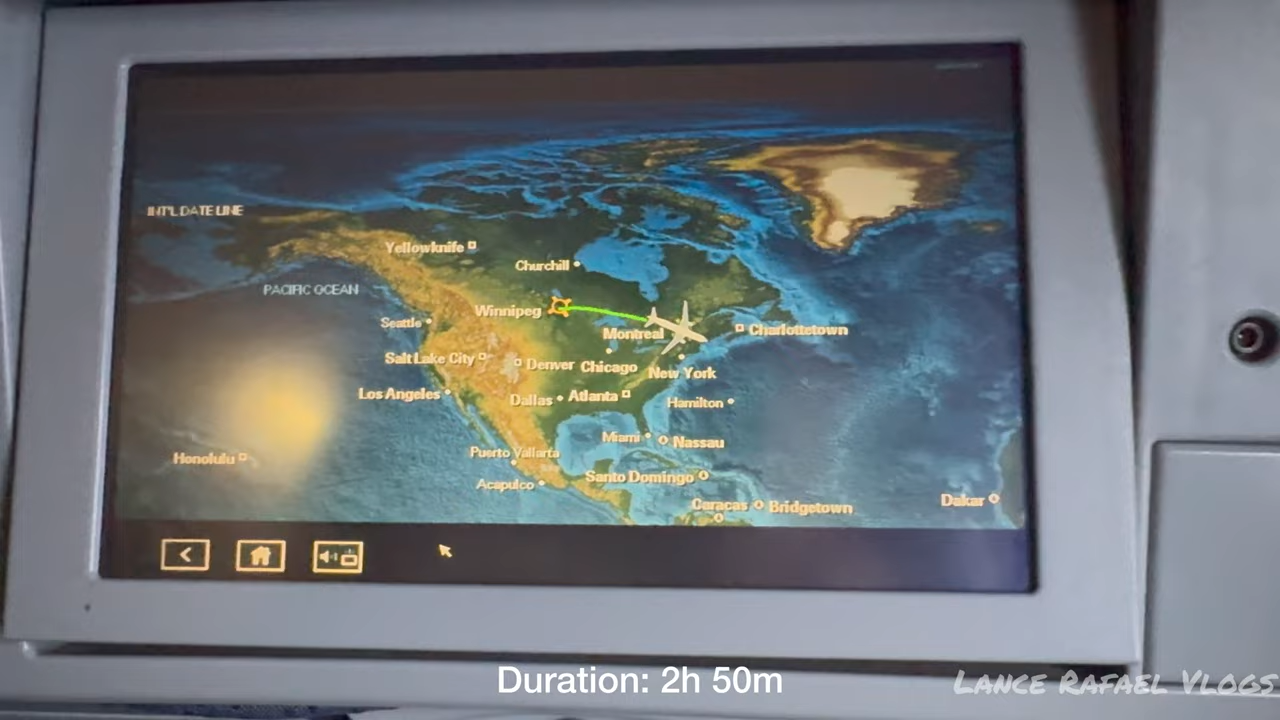 INT'L DATE LINE
Yellowknife
Churchill
PACIFIC OCEAN
Winnipeg
Seattle
Montreal
Charlottetown
Salt Lake City
Denver
Chicago
New York
Los Angeles
Dallas
Atlanta
Hamilton
Miami
Nassau
Puerto Vallarta
Honolulu
Santo Domingo
Acapulco
Caracas
Bridgetown
Dakar
Duration: 2h 50m
Lance Rafael Vlogs